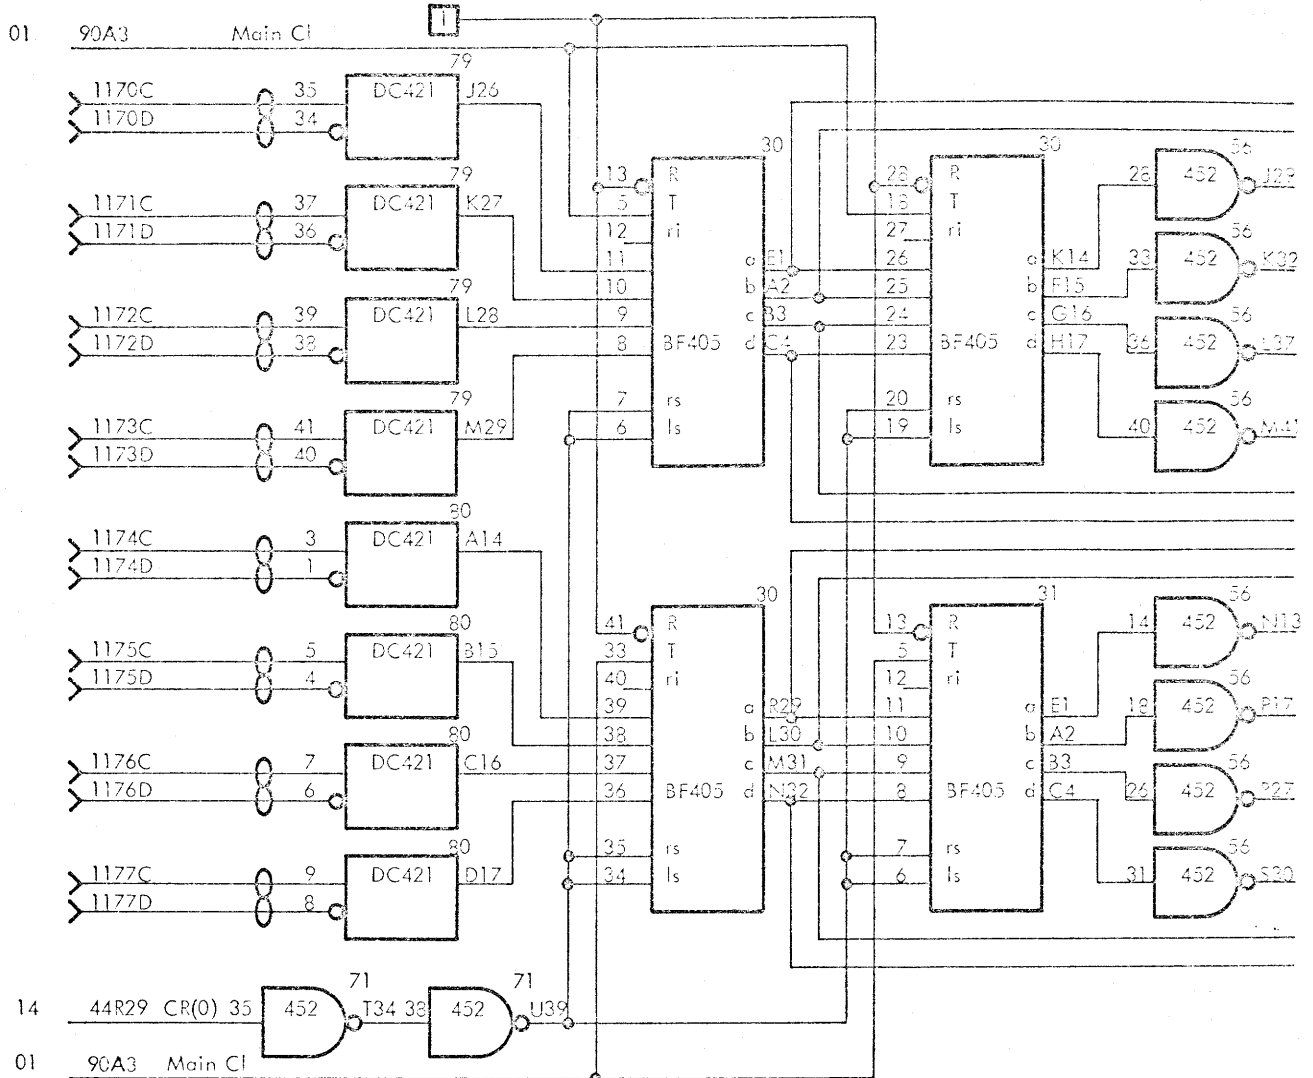 1
01 90A3 Main Cl
79
1170C 35 DC421 J26
1170D 34
30 30 56
79 13 R 28 R 28 452 J29
1171C 37 DC421 K27 5 T 18 T
1171D 36 12 ri 27 ri 56
11 a E1 26 a K14 33 452 K32
79 10 b A2 25 b F15
1172C 39 DC421 L28 9 c B3 24 c G16 56
1172D 38 8 BF405 d C4 23 BF405 d H17 36 452 L37
79 7 rs 20 rs 56
1173C 41 DC421 M29 6 ls 19 ls 40 452 M41
1173D 40
80
1174C 3 DC421 A14
1174D 1
30 31 56
80 41 R 13 R 14 452 N13
1175C 5 DC421 B15 33 T 5 T
1175D 4 40 ri 12 ri 56
39 a R29 11 a E1 18 452 P17
80 38 b L30 10 b A2
1176C 7 DC421 C16 37 c M31 9 c B3 56
1176D 6 36 BF405 d N32 8 BF405 d C4 26 452 R27
80 35 rs 7 rs 56
1177C 9 DC421 D17 34 ls 6 ls 31 452 S30
1177D 8
71 71
14 44R29 CR(0) 35 452 T34 38 452 U39
01 90A3 Main Cl